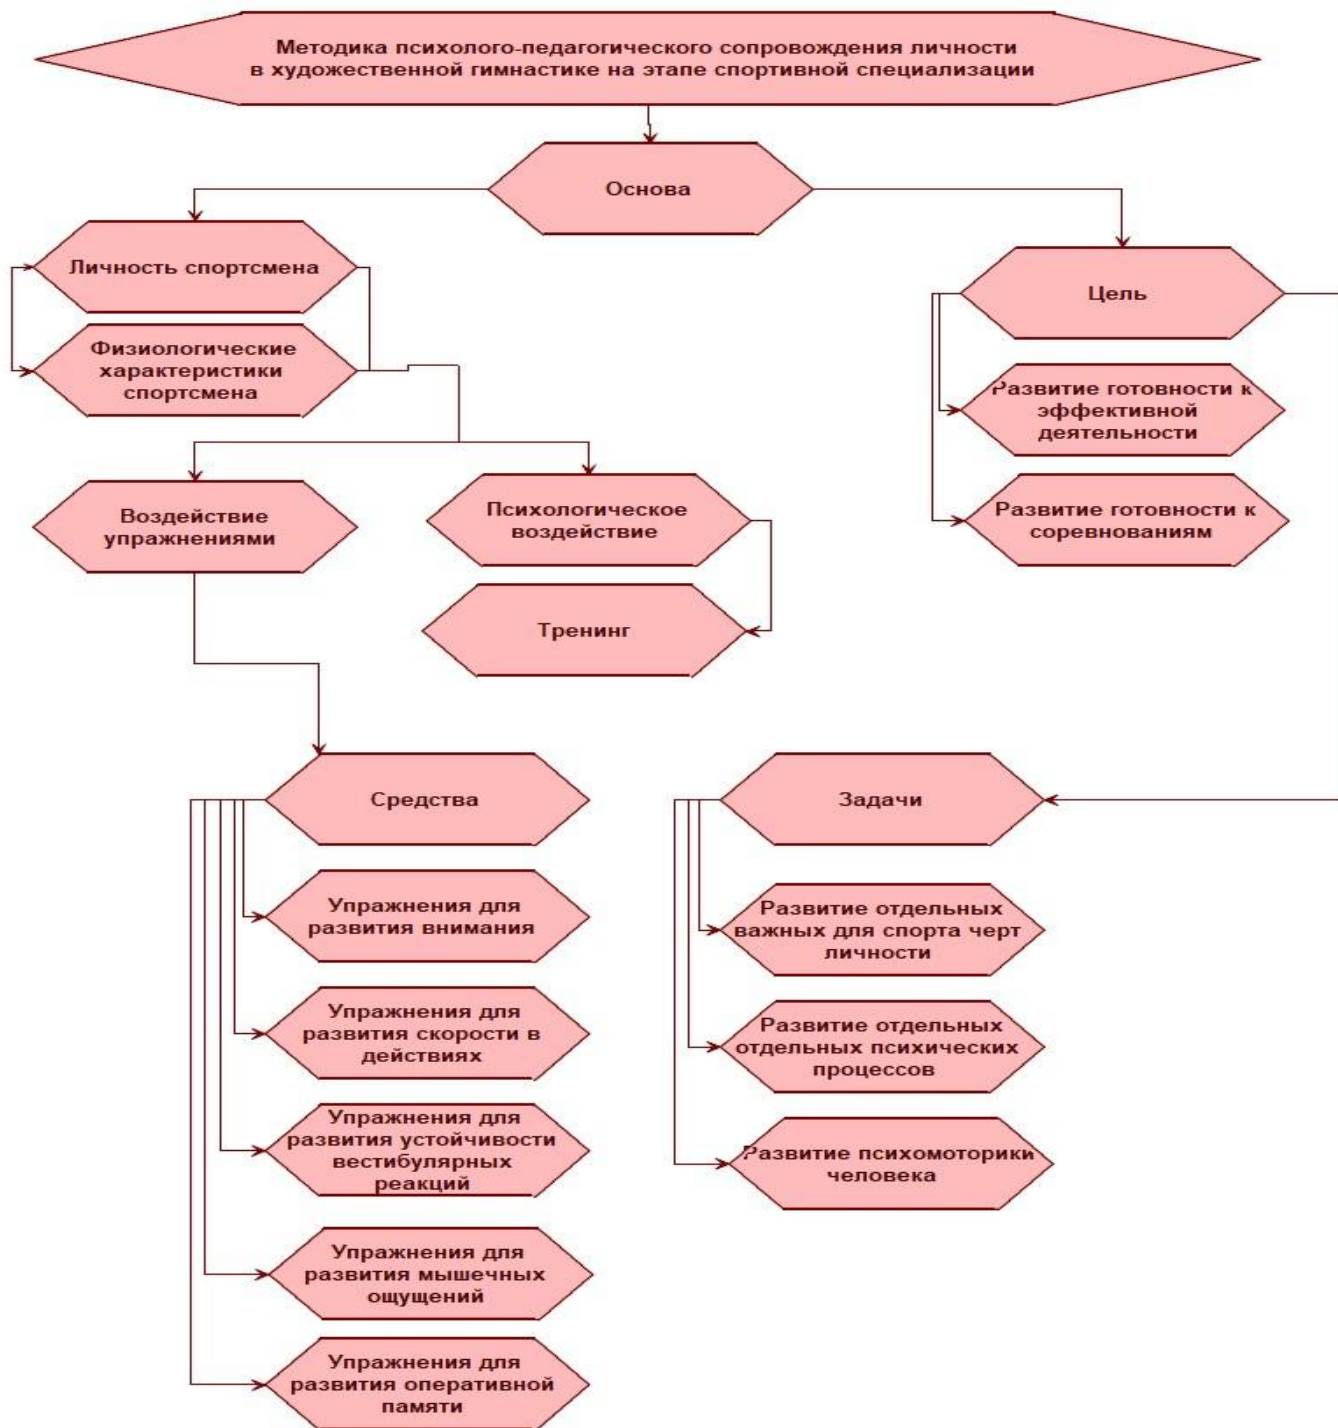 Методика психолого-педагогического сопровождения личности
в художественной гимнастике на этапе спортивной специализации
Основа
Личность спортсмена
Физиологические
характеристики
спортсмена
Цель
Развитие готовности к
эффективной
деятельности
Развитие готовности к
соревнованиям
Воздействие
упражнениями
Психологическое
воздействие
Тренинг
Средства
Упражнения для
развития внимания
Упражнения для
развития скорости в
действиях
Упражнения для
развития устойчивости
вестибулярных
реакций
Упражнения для
развития мышечных
ощущений
Упражнения для
развития оперативной
памяти
Задачи
Развитие отдельных
важных для спорта черт
личности
Развитие отдельных
отдельных психических
процессов
Развитие психомоторики
человека